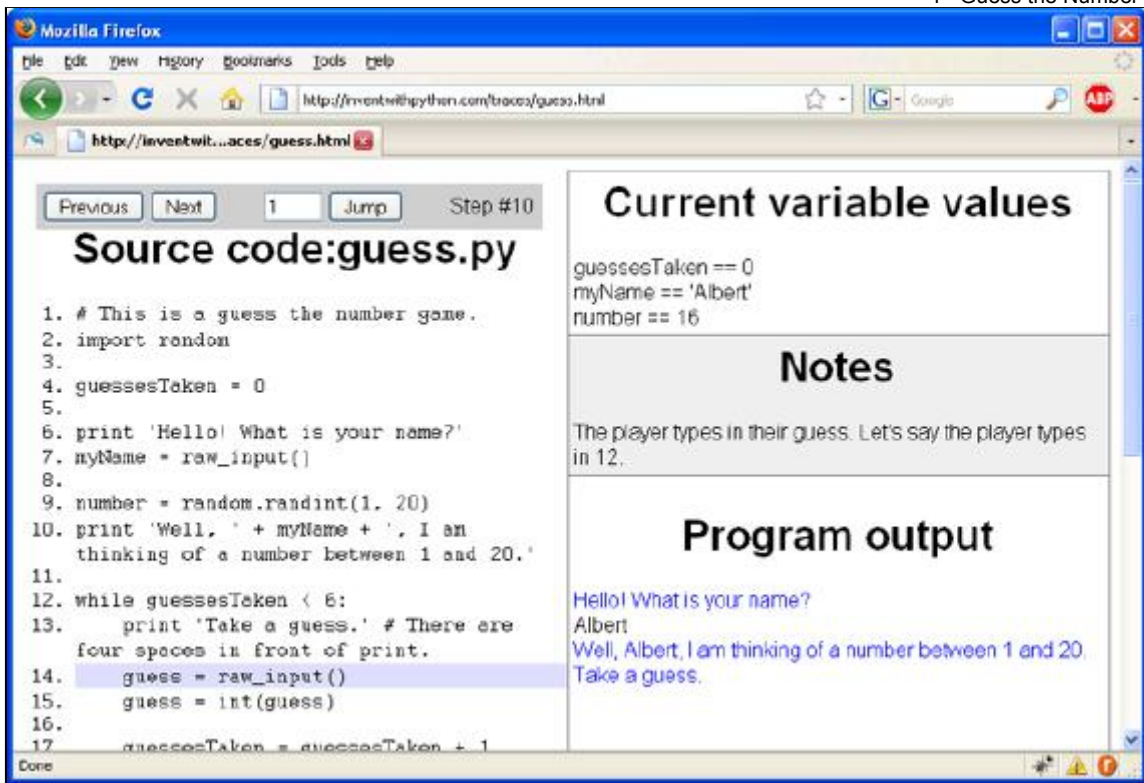 Guess the Number
Mozilla Firefox
File Edit View History Bookmarks Tools Help
http://inventwithpython.com/traces/guess.html
G Google
ABP
http://inventwit...aces/guess.html
Previous Next 1 Jump Step #10
Source code:guess.py
1. # This is a guess the number game.
2. import random
3.
4. guessesTaken = 0
5.
6. print 'Hello! What is your name?'
7. myName = raw_input()
8.
9. number = random.randint(1, 20)
10. print 'Well, ' + myName + ', I am
thinking of a number between 1 and 20.'
11.
12. while guessesTaken < 6:
13. print 'Take a guess.' # There are
four spaces in front of print.
14. guess = raw_input()
15. guess = int(guess)
16.
17 guessesTaken = guessesTaken + 1
Current variable values
guessesTaken == 0
myName == 'Albert'
number == 16
Notes
The player types in their guess. Let's say the player types
in 12.
Program output
Hello! What is your name?
Albert
Well, Albert, I am thinking of a number between 1 and 20.
Take a guess.
Done